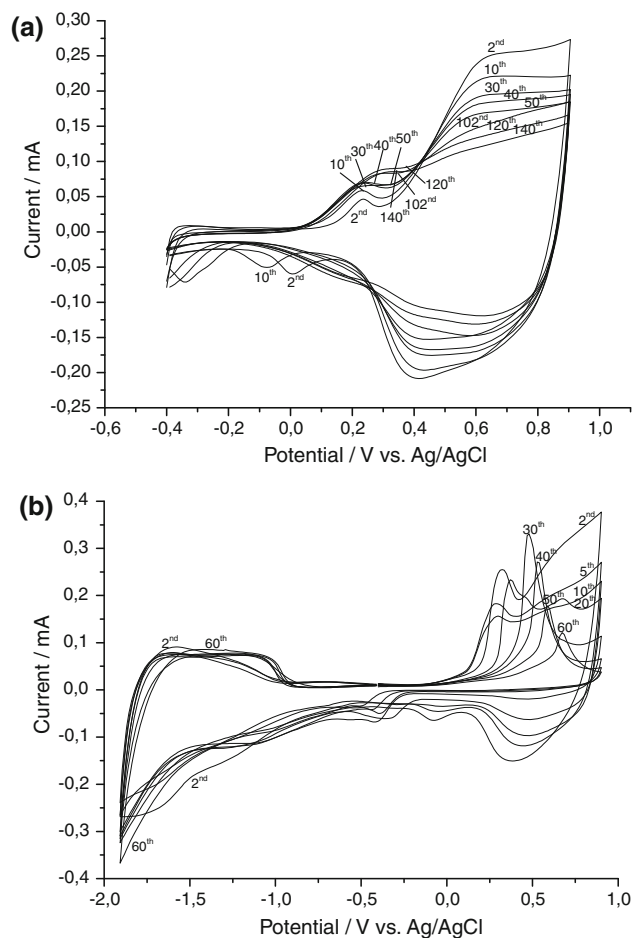 (a)
0,30
0,25
0,20
0,15
0,10
0,05
0,00
-0,05
-0,10
-0,15
-0,20
-0,25
Current / mA
2nd
10th
30th
40th
50th
102nd
120th
140th
50th
30th
40th
10th
120th
102nd
2nd
140th
10th
2nd
-0,6 -0,4 -0,2 0,0 0,2 0,4 0,6 0,8 1,0
Potential / V vs. Ag/AgCl
(b)
0,4
0,3
0,2
0,1
0,0
-0,1
-0,2
-0,3
-0,4
Current / mA
30th
2nd
40th
5th
10th
50th
20th
60th
2nd
60th
2nd
60th
-2,0 -1,5 -1,0 -0,5 0,0 0,5 1,0
Potential / V vs. Ag/AgCl